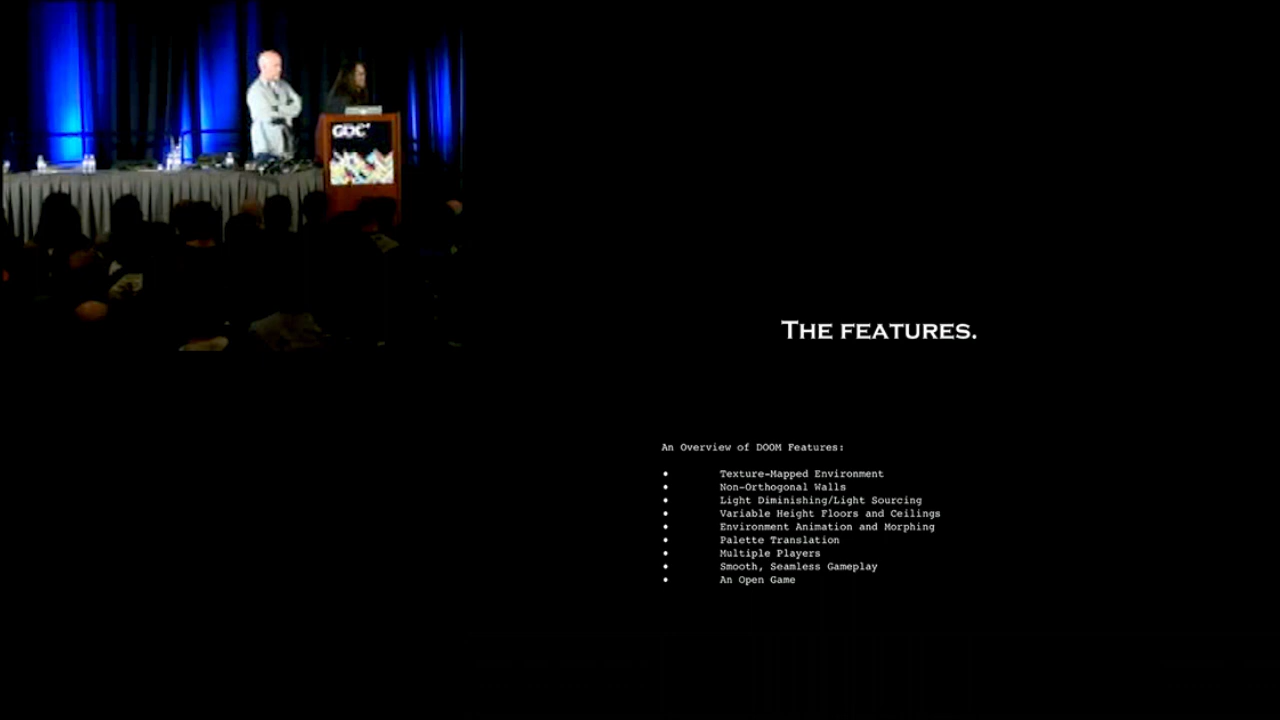 GDC
THE FEATURES.
An Overview of DOOM Features:
• Texture-Mapped Environment
• Non-Orthogonal Walls
• Light Diminishing/Light Sourcing
• Variable Height Floors and Ceilings
• Environment Animation and Morphing
• Palette Translation
• Multiple Players
• Smooth, Seamless Gameplay
• An Open Game